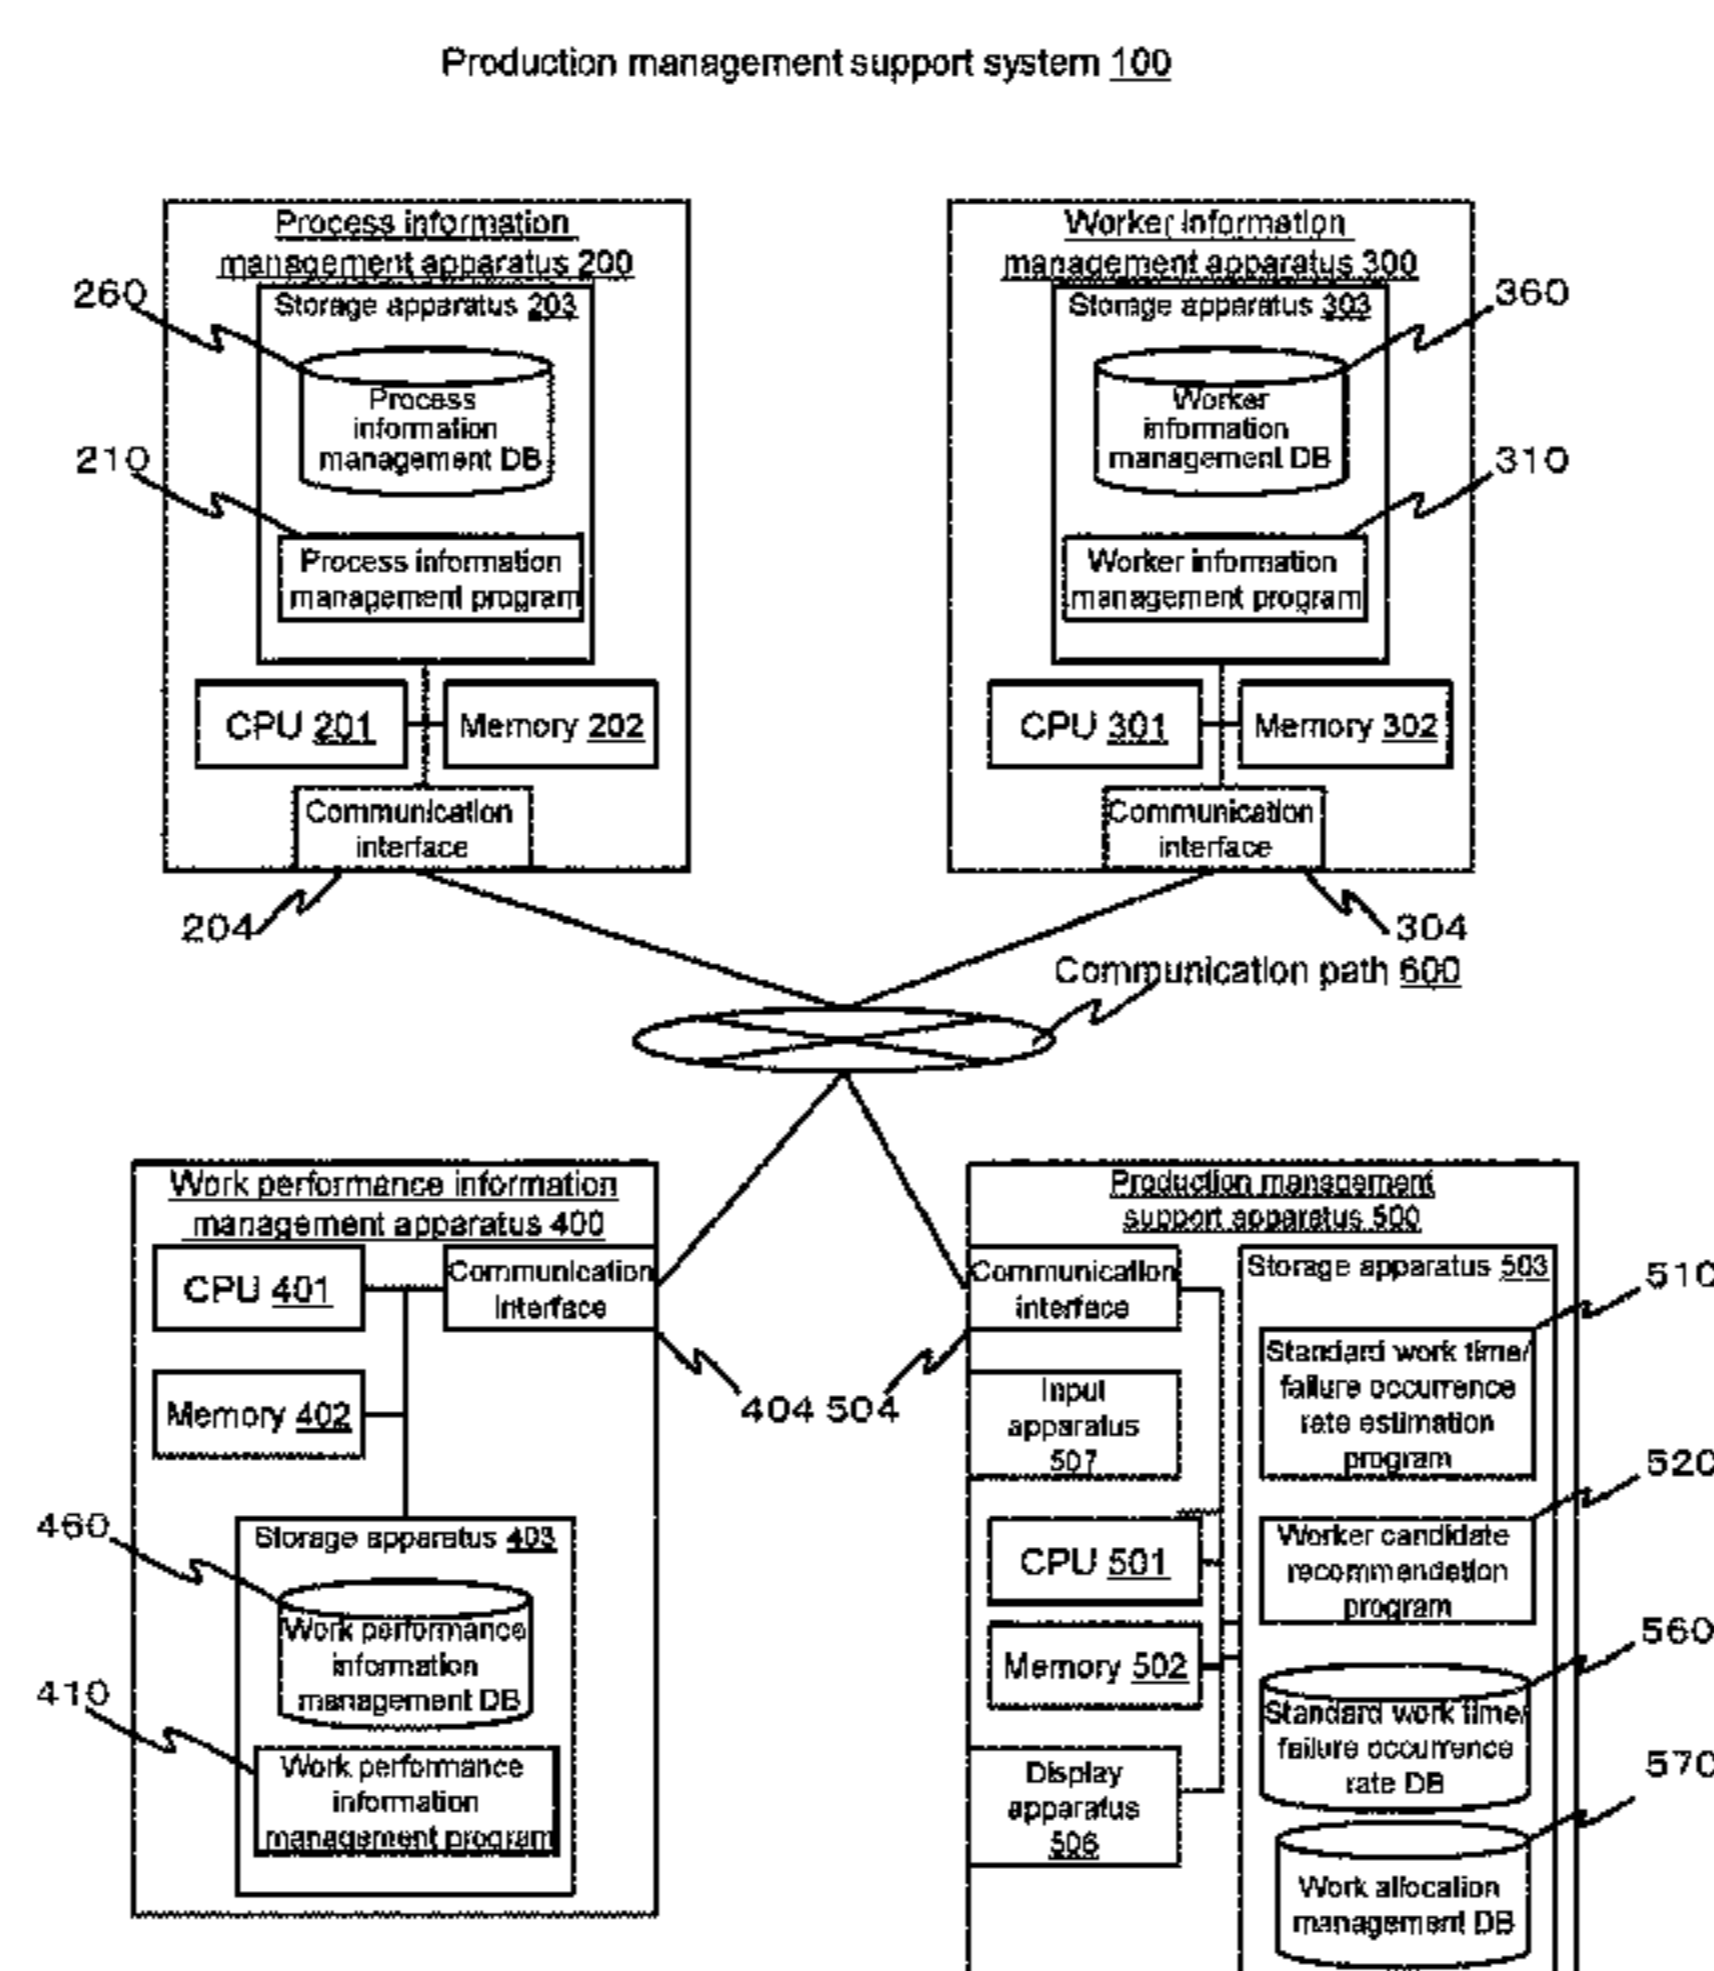 Production management support system 100
Process information
management apparatus 200
Storage apparatus 203
260
Process
information
management DB
210
Process information
management program
CPU 201
Memory 202
Communication
interface
204
Worker information
management apparatus 300
Storage apparatus 303
360
Worker
information
management DB
310
Worker information
management program
CPU 301
Memory 302
Communication
interface
304
Communication path 600
Work performance information
management apparatus 400
CPU 401
Communication
Interface
Memory 402
404
Storage apparatus 403
460
Work performance
information
management DB
410
Work performance
information
management program
Production management
support apparatus 500
Communication
interface
504
Input
apparatus
507
CPU 501
Memory 502
Display
apparatus
506
Storage apparatus 503
510
Standard work time/
failure occurrence
rate estimation
program
520
Worker candidate
recommendation
program
560
Standard work time/
failure occurrence
rate DB
570
Work allocation
management DB